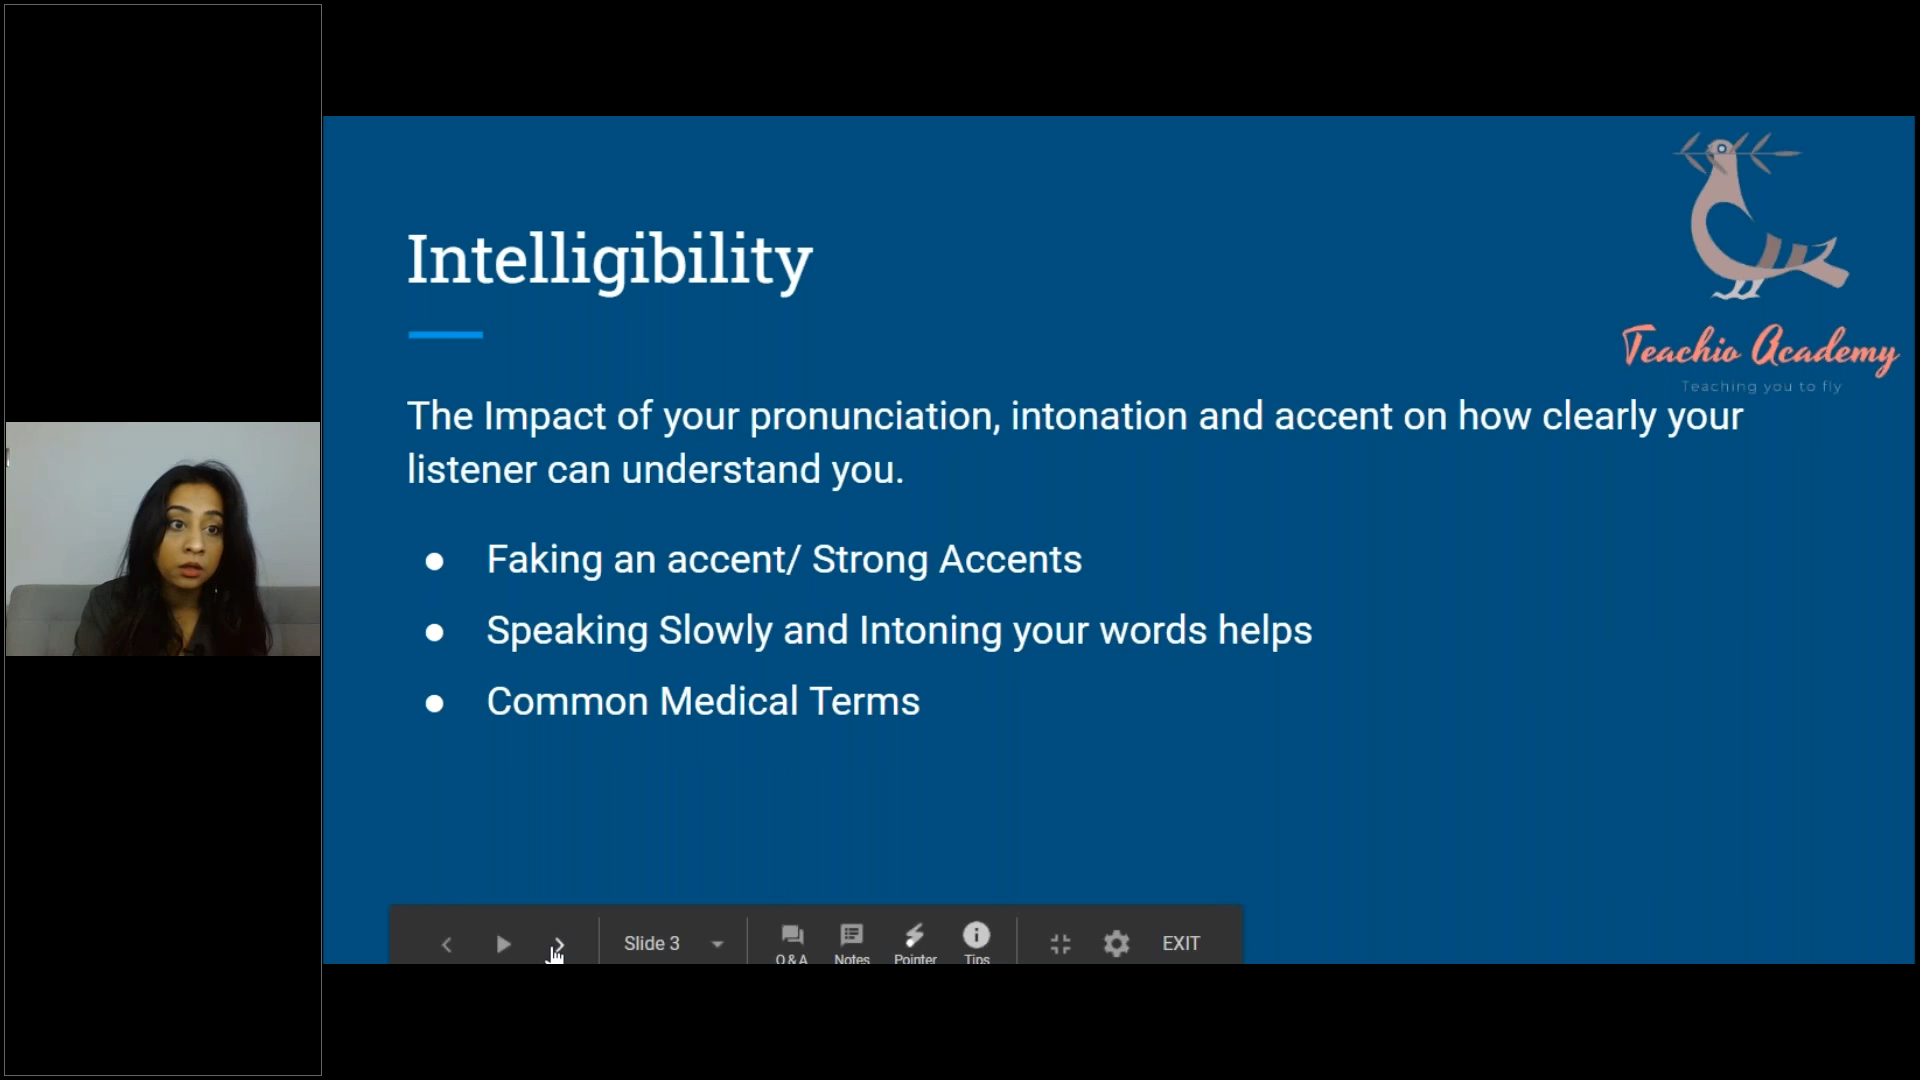 Intelligibility
Teachio Academy
Teaching you to fly
The Impact of your pronunciation, intonation and accent on how clearly your
listener can understand you.
● Faking an accent/ Strong Accents
● Speaking Slowly and Intoning your words helps
● Common Medical Terms
Slide 3
Q & A
Notes
Pointer
Tips
EXIT